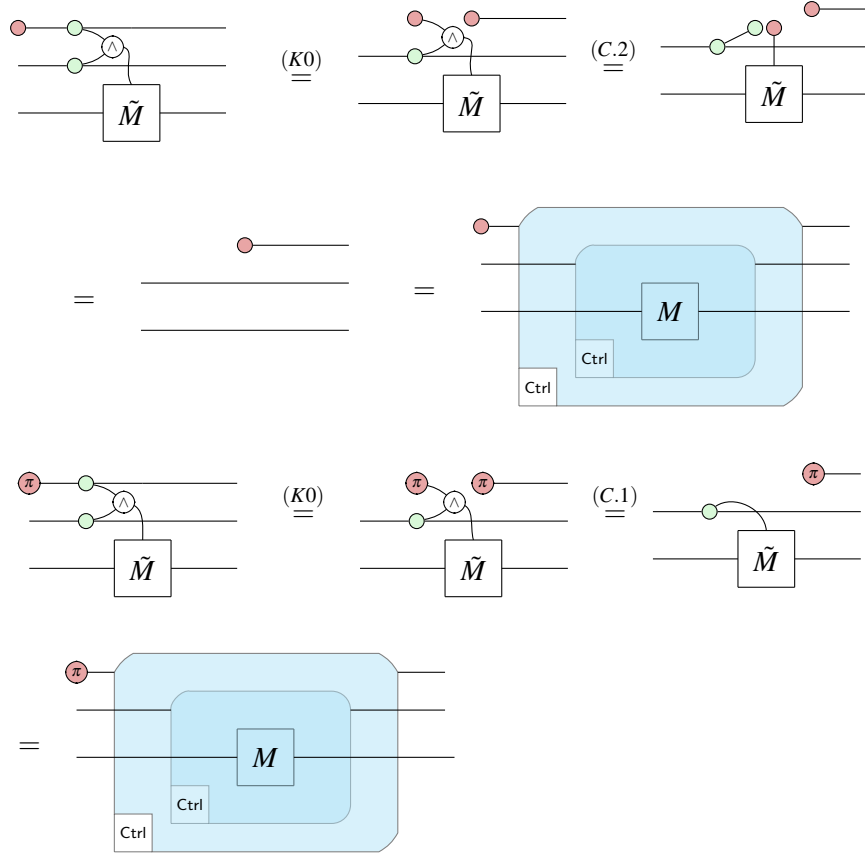 ∧ M̃ (K0) = ∧ M̃ (C.2) = M̃
= = M Ctrl Ctrl
π ∧ M̃ (K0) = π π ∧ M̃ (C.1) = π M̃
= π M Ctrl Ctrl